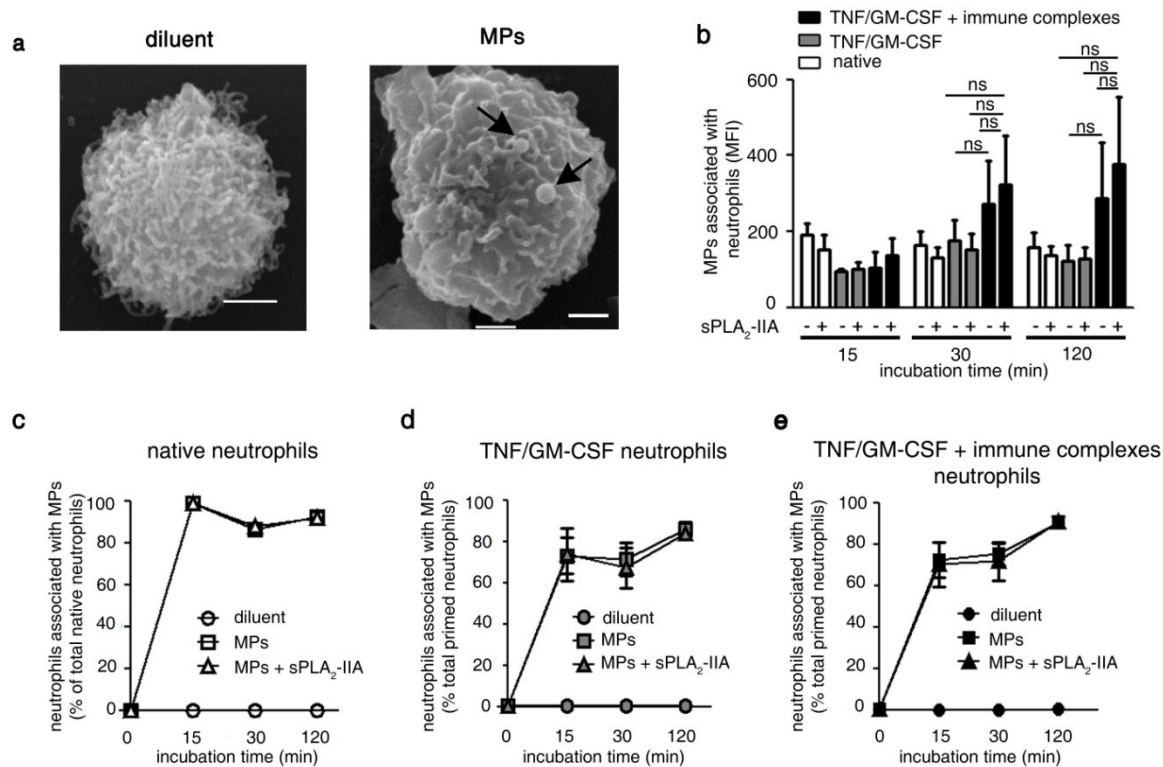 a
diluent
MPs
b
TNF/GM-CSF + immune complexes
TNF/GM-CSF
native
MPs associated with
neutrophils (MFI)
600
400
200
0
ns
ns
ns
ns
ns
ns
ns
ns
sPLA₂-IIA
- + - + - +
- + - + - +
- + - + - +
15
30
120
incubation time (min)
c
native neutrophils
neutrophils associated with MPs
(% of total native neutrophils)
100
80
60
40
20
0
diluent
MPs
MPs + sPLA₂-IIA
0 15 30 120
incubation time (min)
d
TNF/GM-CSF neutrophils
neutrophils associated with MPs
(% total primed neutrophils)
100
80
60
40
20
0
diluent
MPs
MPs + sPLA₂-IIA
0 15 30 120
incubation time (min)
e
TNF/GM-CSF + immune complexes
neutrophils
neutrophils associated with MPs
(% total primed neutrophils)
100
80
60
40
20
0
diluent
MPs
MPs + sPLA₂-IIA
0 15 30 120
incubation time (min)